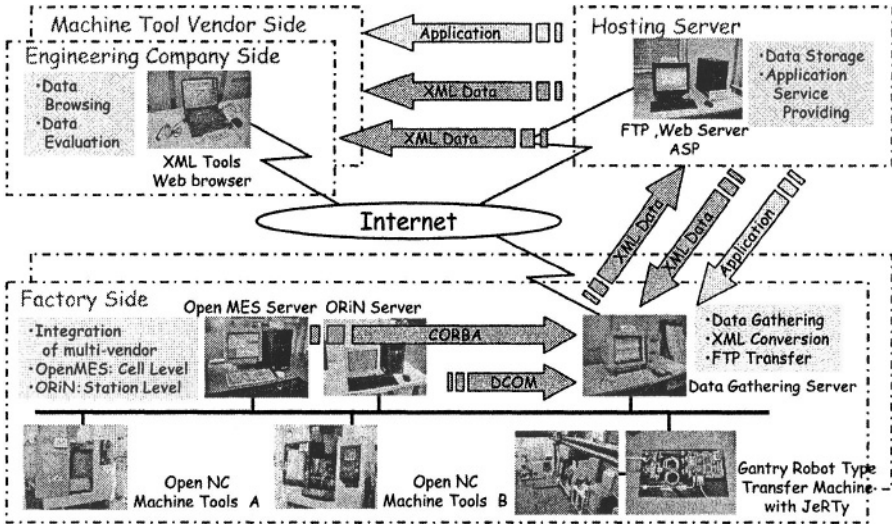 Machine Tool Vendor Side
Engineering Company Side
・Data
Browsing
・Data
Evaluation
XML Tools
Web browser
Application
XML Data
XML Data
Hosting Server
・Data Storage
・Application
Service
Providing
FTP ,Web Server
ASP
Internet
XML Data
XML Data
Application
Factory Side
・Integration
of multi-vendor
・OpenMES: Cell Level
・ORiN: Station Level
Open MES Server
ORiN Server
CORBA
DCOM
・Data Gathering
・XML Conversion
・FTP Transfer
Data Gathering Server
Open NC
Machine Tools A
Open NC
Machine Tools B
Gantry Robot Type
Transfer Machine
with JeRTy